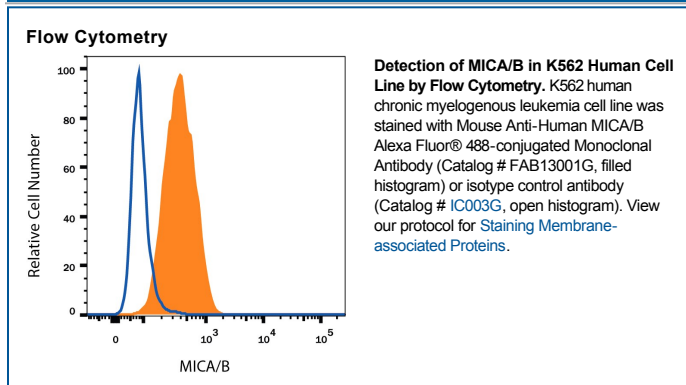 Flow Cytometry
100
80
60
40
20
0
Relative Cell Number
0
10^3
10^4
10^5
MICA/B
Detection of MICA/B in K562 Human Cell
Line by Flow Cytometry. K562 human
chronic myelogenous leukemia cell line was
stained with Mouse Anti-Human MICA/B
Alexa Fluor® 488-conjugated Monoclonal
Antibody (Catalog # FAB13001G, filled
histogram) or isotype control antibody
(Catalog # IC003G, open histogram). View
our protocol for Staining Membrane-
associated Proteins.